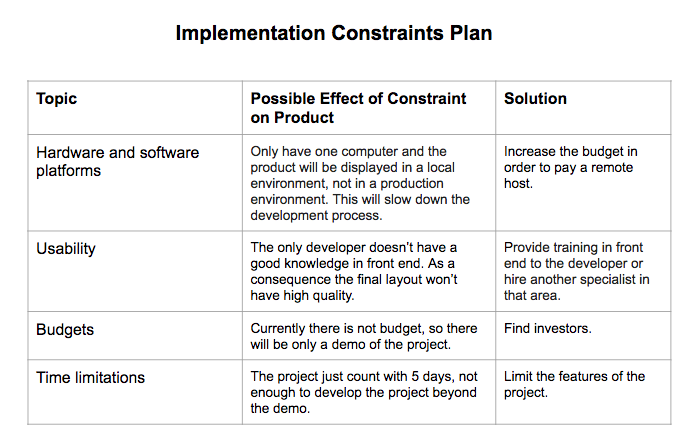 Implementation Constraints Plan
Topic
Possible Effect of Constraint
on Product
Solution
Hardware and software
platforms
Only have one computer and the
product will be displayed in a local
environment, not in a production
environment. This will slow down the
development process.
Increase the budget in
order to pay a remote
host.
Usability
The only developer doesn’t have a
good knowledge in front end. As a
consequence the final layout won’t
have high quality.
Provide training in front
end to the developer or
hire another specialist in
that area.
Budgets
Currently there is not budget, so there
will be only a demo of the project.
Find investors.
Time limitations
The project just count with 5 days, not
enough to develop the project beyond
the demo.
Limit the features of the
project.